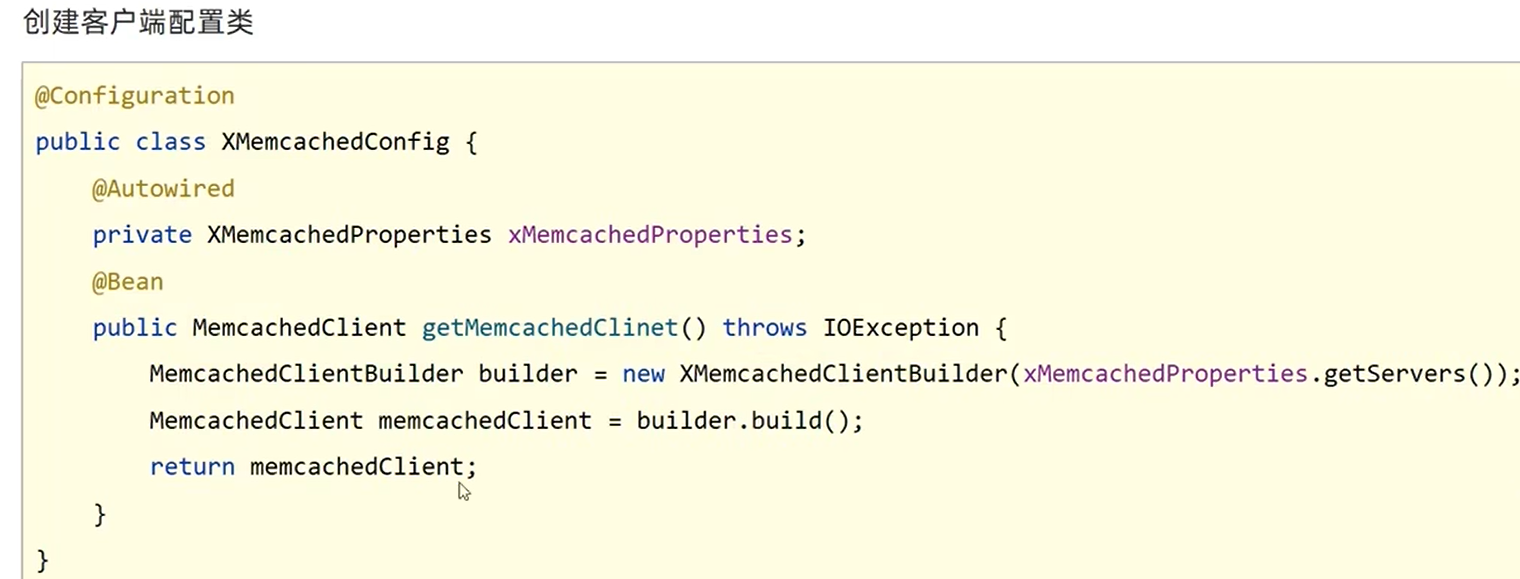 创建客户端配置类
@Configuration
public class XMemcachedConfig {
    @Autowired
    private XMemcachedProperties xMemcachedProperties;
    @Bean
    public MemcachedClient getMemcachedClinet() throws IOException {
        MemcachedClientBuilder builder = new XMemcachedClientBuilder(xMemcachedProperties.getServers());
        MemcachedClient memcachedClient = builder.build();
        return memcachedClient;
    }
}